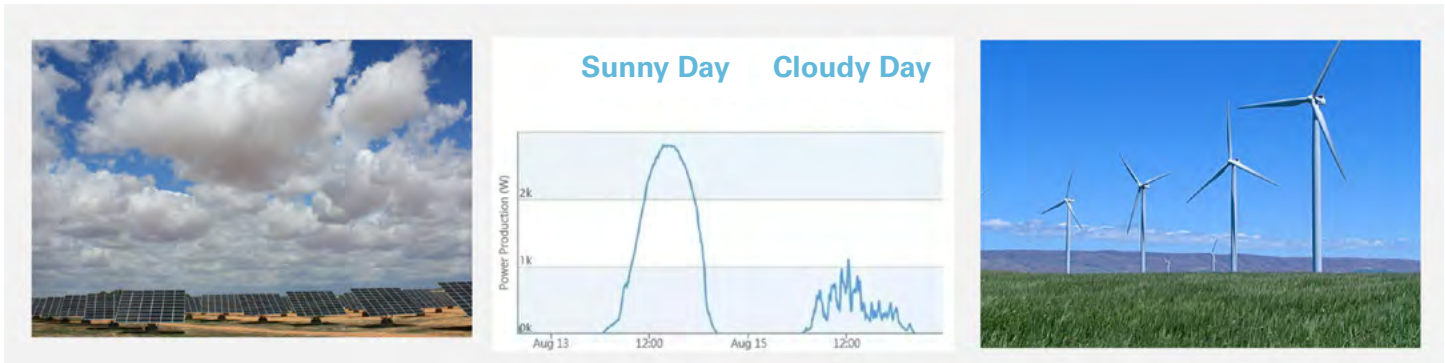 Sunny Day Cloudy Day
Power Production (W)
2k
1k
0k
Aug 13 12:00 Aug 15 12:00